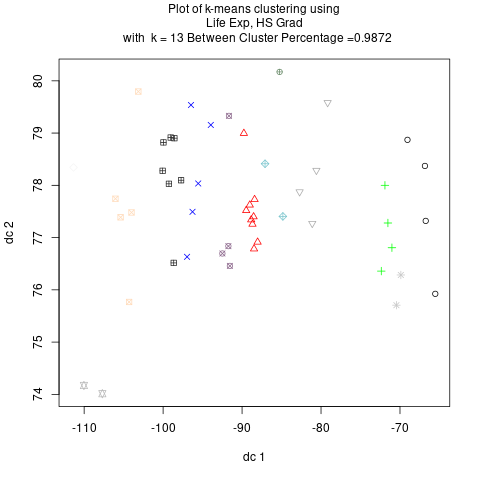 Plot of k-means clustering using
Life Exp, HS Grad
with k = 13 Between Cluster Percentage =0.9872
80
79
78
77
76
75
74
dc 2
-110
-100
-90
-80
-70
dc 1